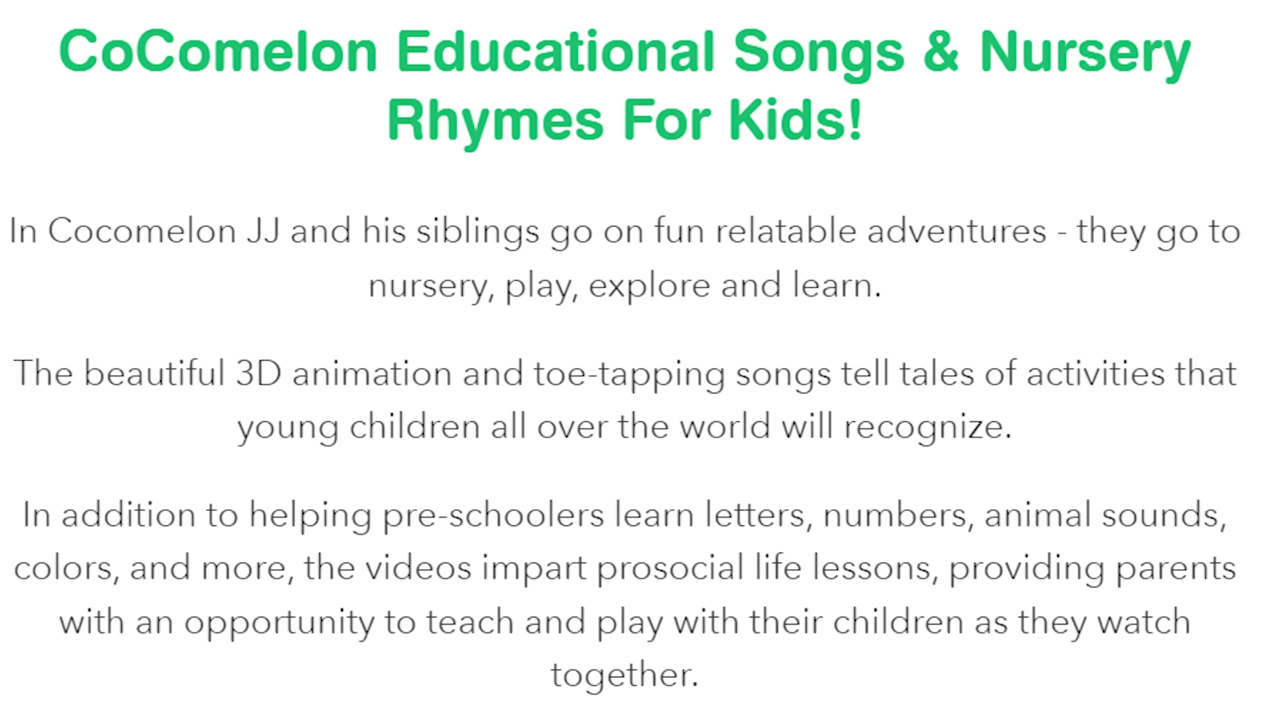 CoComelon Educational Songs & Nursery
Rhymes For Kids!
In Cocomelon JJ and his siblings go on fun relatable adventures - they go to
nursery, play, explore and learn.
The beautiful 3D animation and toe-tapping songs tell tales of activities that
young children all over the world will recognize.
In addition to helping pre-schoolers learn letters, numbers, animal sounds,
colors, and more, the videos impart prosocial life lessons, providing parents
with an opportunity to teach and play with their children as they watch
together.